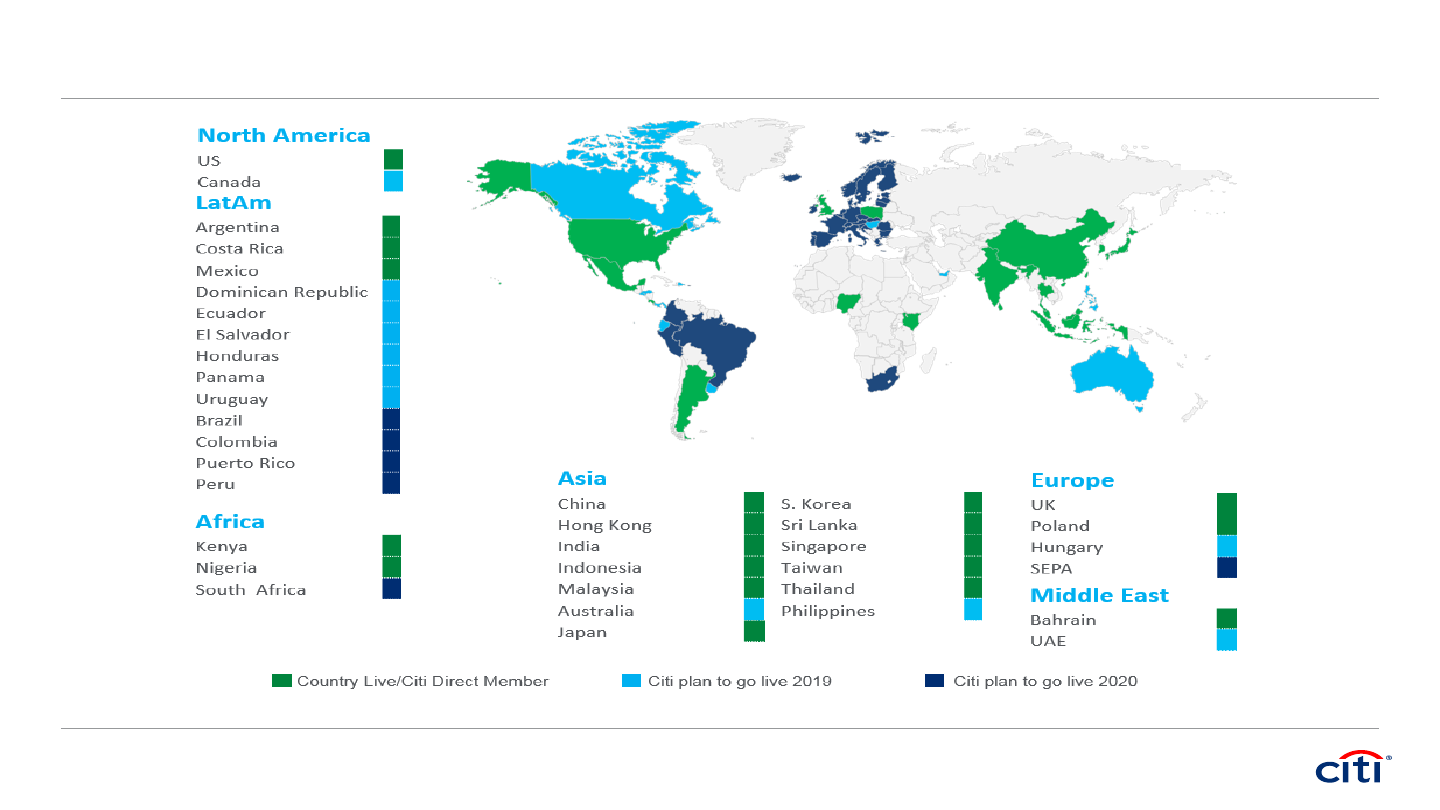 North America
US
Canada
LatAm
Argentina
Costa Rica
Mexico
Dominican Republic
Ecuador
El Salvador
Honduras
Panama
Uruguay
Brazil
Colombia
Puerto Rico
Peru
Africa
Kenya
Nigeria
South Africa
Asia
China
Hong Kong
India
Indonesia
Malaysia
Australia
Japan
S. Korea
Sri Lanka
Singapore
Taiwan
Thailand
Philippines
Europe
UK
Poland
Hungary
SEPA
Middle East
Bahrain
UAE
Country Live/Citi Direct Member
Citi plan to go live 2019
Citi plan to go live 2020
citi®